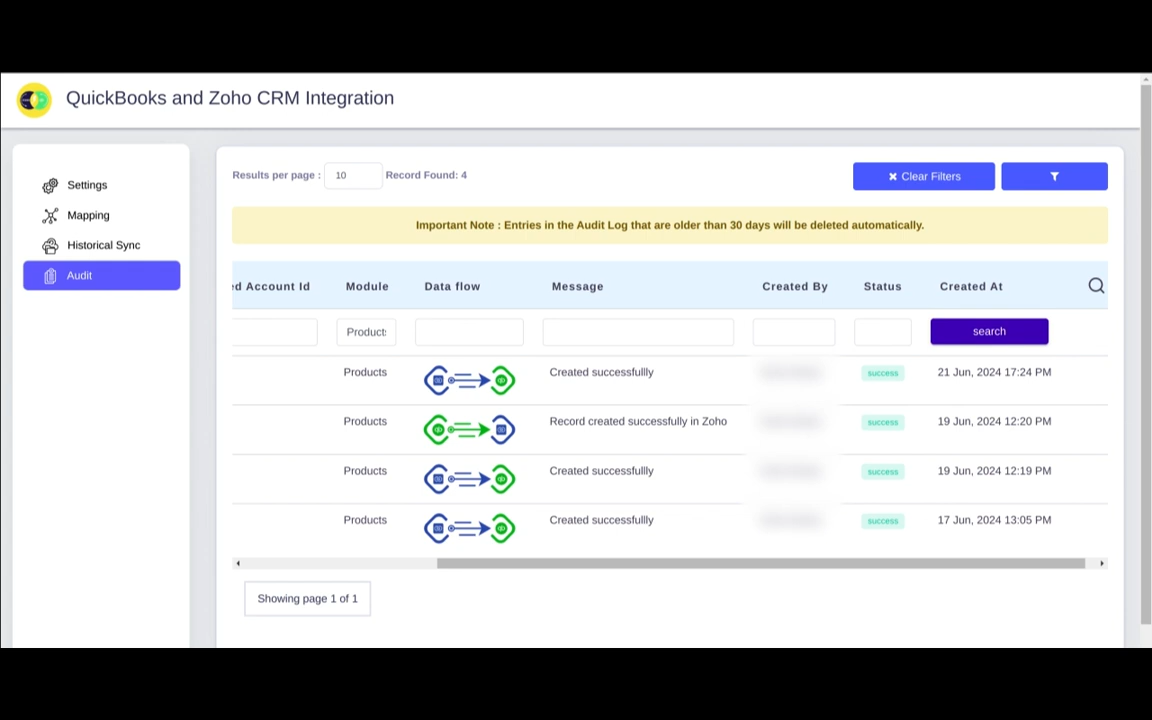 QuickBooks and Zoho CRM Integration
Settings
Mapping
Historical Sync
Audit
Results per page : 10 Record Found: 4
Clear Filters
Important Note : Entries in the Audit Log that are older than 30 days will be deleted automatically.
d Account Id Module Data flow Message Created By Status Created At
Product search
Products Created successfullly success 21 Jun, 2024 17:24 PM
Products Record created successfully in Zoho success 19 Jun, 2024 12:20 PM
Products Created successfullly success 19 Jun, 2024 12:19 PM
Products Created successfullly success 17 Jun, 2024 13:05 PM
Showing page 1 of 1